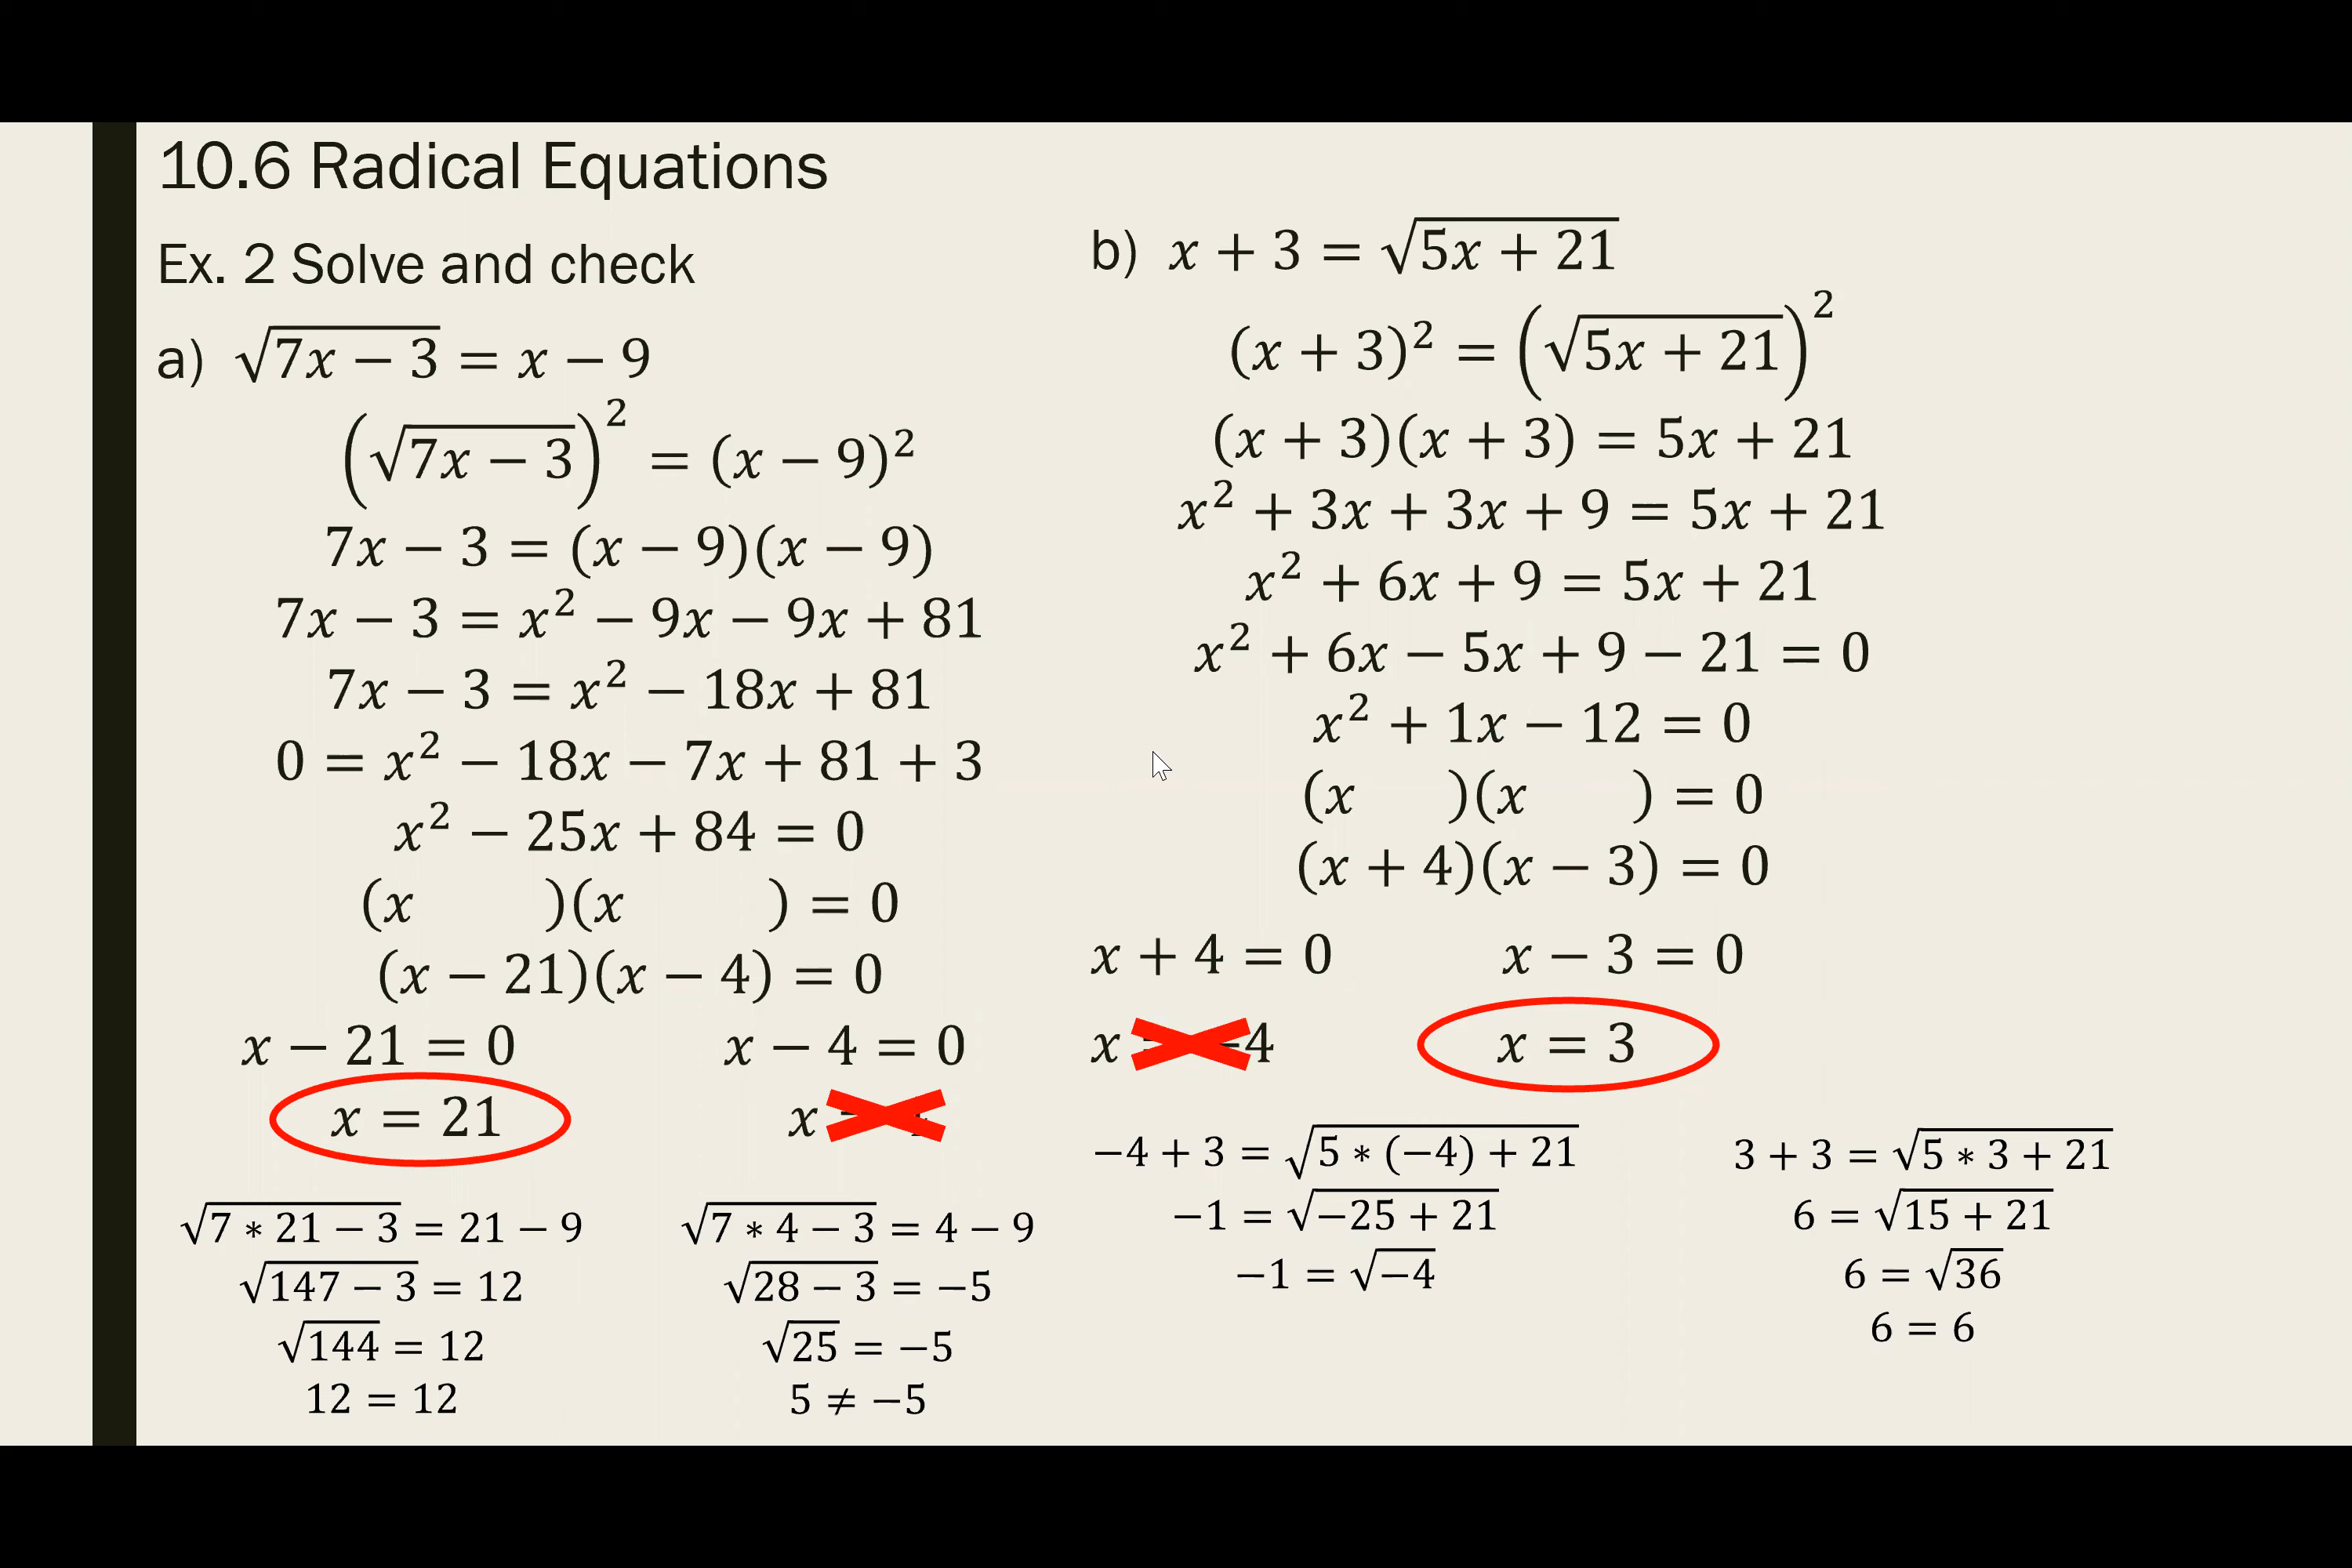 10.6 Radical Equations
Ex. 2 Solve and check
a) √(7x − 3) = x − 9
(√(7x − 3))² = (x − 9)²
7x − 3 = (x − 9)(x − 9)
7x − 3 = x² − 9x − 9x + 81
7x − 3 = x² − 18x + 81
0 = x² − 18x − 7x + 81 + 3
x² − 25x + 84 = 0
(x )(x ) = 0
(x − 21)(x − 4) = 0
x − 21 = 0 x − 4 = 0
x = 21 x
√(7 * 21 − 3) = 21 − 9
√(147 − 3) = 12
√144 = 12
12 = 12
√(7 * 4 − 3) = 4 − 9
√(28 − 3) = −5
√25 = −5
5 ≠ −5
b) x + 3 = √(5x + 21)
(x + 3)² = (√(5x + 21))²
(x + 3)(x + 3) = 5x + 21
x² + 3x + 3x + 9 = 5x + 21
x² + 6x + 9 = 5x + 21
x² + 6x − 5x + 9 − 21 = 0
x² + 1x − 12 = 0
(x )(x ) = 0
(x + 4)(x − 3) = 0
x + 4 = 0 x − 3 = 0
x = −4 x = 3
−4 + 3 = √(5 * (−4) + 21)
−1 = √(−25 + 21)
−1 = √(−4)
3 + 3 = √(5 * 3 + 21)
6 = √(15 + 21)
6 = √36
6 = 6